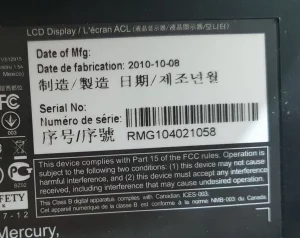 LCD Display / L'écran ACL
Date of Mfg:
Date de fabrication: 2010-10-08
制造/製造 日期/제조년월
Serial No:
Numéro de série:
序号/序號 RMG104021058
This device complies with Part 15 of the FCC rules. Operation is
subject to the following two conditions: (1) this device may not cause
harmful interference, and (2) this device must accept any interference
received, including interference that may cause undesired operation.
This Class B digital apparatus complies with Canadian ICES-003.
Cet appareil numérique de la classe B est conforme à la norme NMB-003 du Canada
003
México)
FETY
7-12
Mercury,